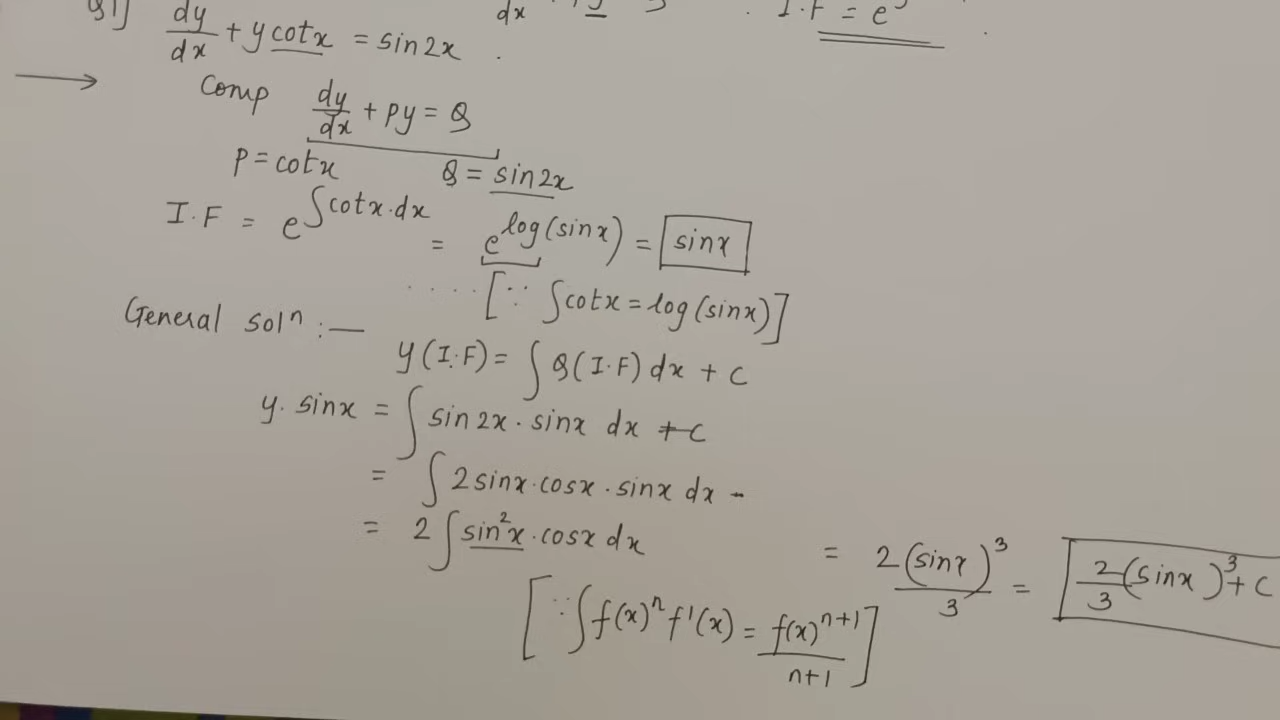 Q1] dy/dx + y cotx = sin2x .
dx
I.F = e
→ Comp dy/dx + py = Q
P = cotx Q = sin2x
I.F = e^∫cotx.dx = e^log(sinx) = sinx
.... [∵ ∫cotx = log(sinx)]
General solⁿ :—
y(I.F) = ∫Q(I.F) dx + c
y. sinx = ∫sin2x . sinx dx + c
= ∫2sinx.cosx . sinx dx -
= 2∫sin²x . cosx dx = 2(sinx)³/3 = 2/3 (sinx)³ + c
[∵ ∫f(x)ⁿ f'(x) = f(x)ⁿ⁺¹/n+1]